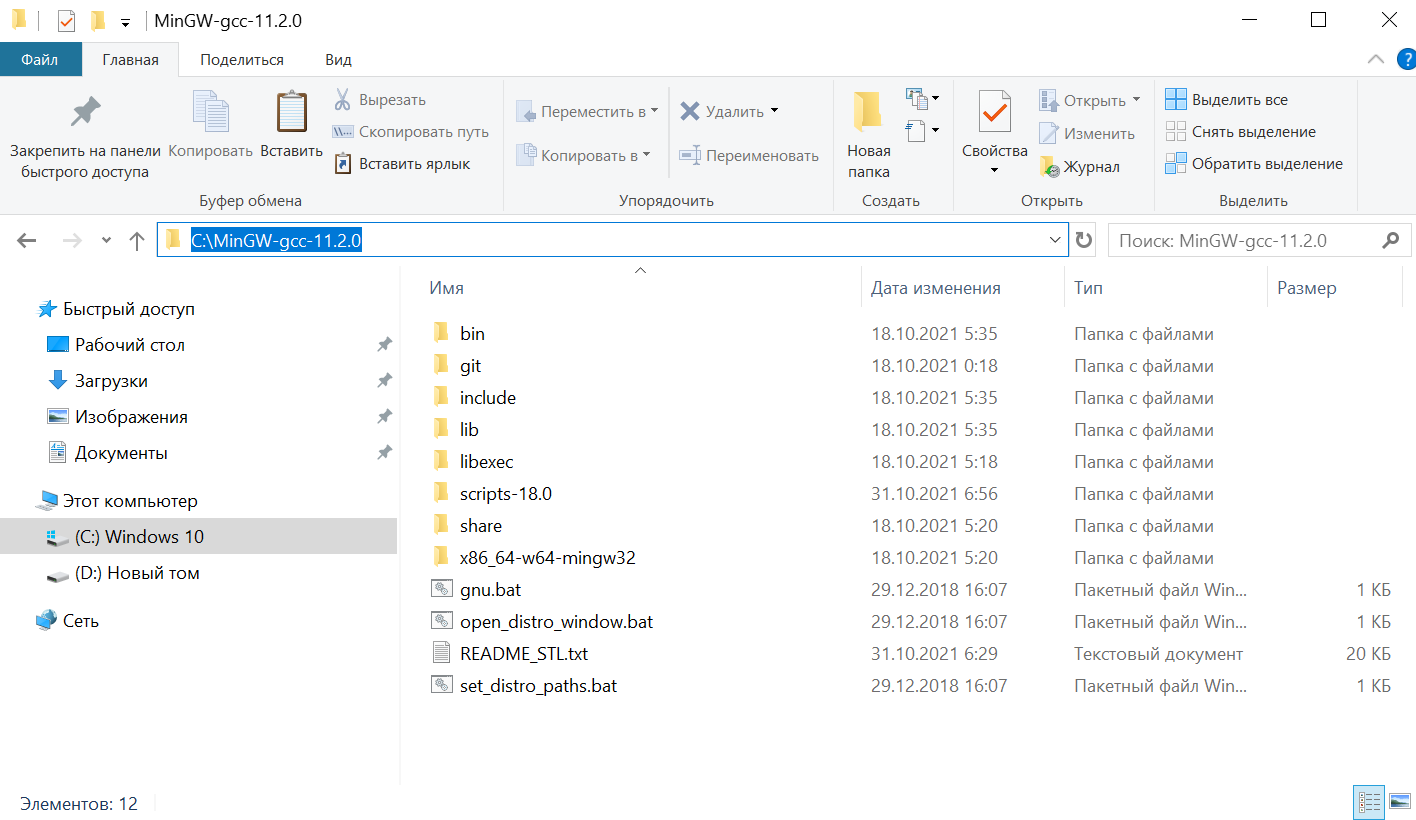 MinGW-gcc-11.2.0
Файл Главная Поделиться Вид
Закрепить на панели быстрого доступа
Копировать
Вставить
Вырезать
Скопировать путь
Вставить ярлык
Буфер обмена
Переместить в
Копировать в
Удалить
Переименовать
Упорядочить
Новая папка
Создать
Свойства
Открыть
Изменить
Журнал
Открыть
Выделить все
Снять выделение
Обратить выделение
Выделить
C:\MinGW-gcc-11.2.0
Поиск: MinGW-gcc-11.2.0
Быстрый доступ
Рабочий стол
Загрузки
Изображения
Документы
Этот компьютер
(C:) Windows 10
(D:) Новый том
Сеть
Имя Дата изменения Тип Размер
bin 18.10.2021 5:35 Папка с файлами
git 18.10.2021 0:18 Папка с файлами
include 18.10.2021 5:35 Папка с файлами
lib 18.10.2021 5:35 Папка с файлами
libexec 18.10.2021 5:18 Папка с файлами
scripts-18.0 31.10.2021 6:56 Папка с файлами
share 18.10.2021 5:20 Папка с файлами
x86_64-w64-mingw32 18.10.2021 5:20 Папка с файлами
gnu.bat 29.12.2018 16:07 Пакетный файл Win... 1 КБ
open_distro_window.bat 29.12.2018 16:07 Пакетный файл Win... 1 КБ
README_STL.txt 31.10.2021 6:29 Текстовый документ 20 КБ
set_distro_paths.bat 29.12.2018 16:07 Пакетный файл Win... 1 КБ
Элементов: 12